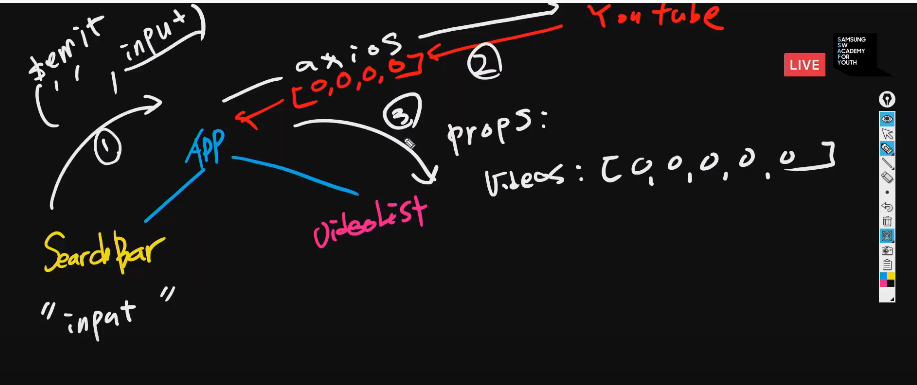 $emit
(' ' , input)
axios
YouTube
[0,0,0,0]
②
LIVE
SAMSUNG
SW
ACADEMY
FOR
YOUTH
①
③
APP
props:
Videos: [0,0,0,0,0]
SearchBar
VideoList
"input"